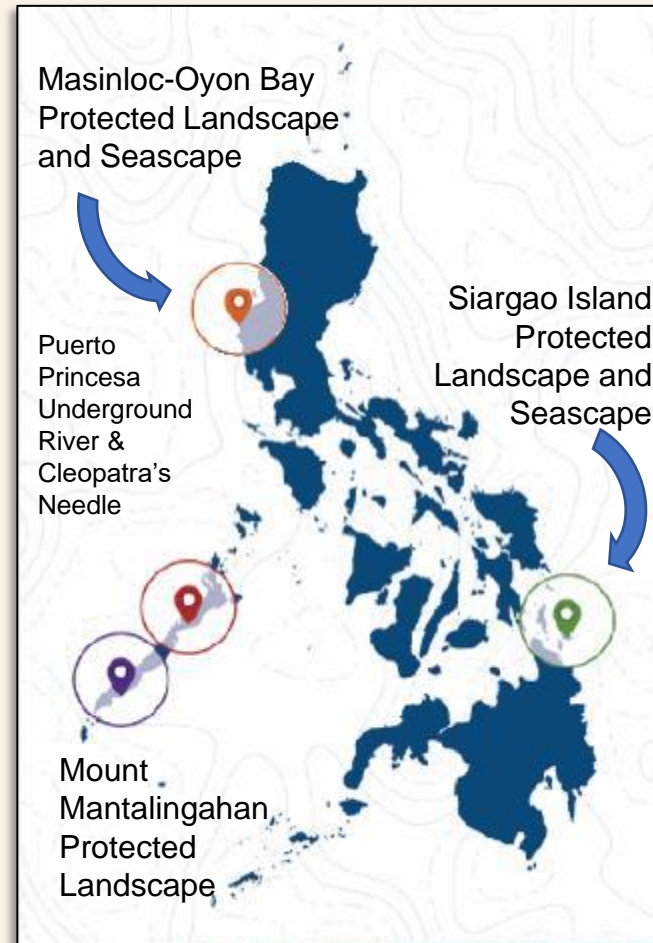 Masinloc-Oyon Bay
Protected Landscape
and Seascape
Siargao Island
Protected
Landscape and
Seascape
Puerto
Princesa
Underground
River &
Cleopatra’s
Needle
Mount
Mantalingahan
Protected
Landscape